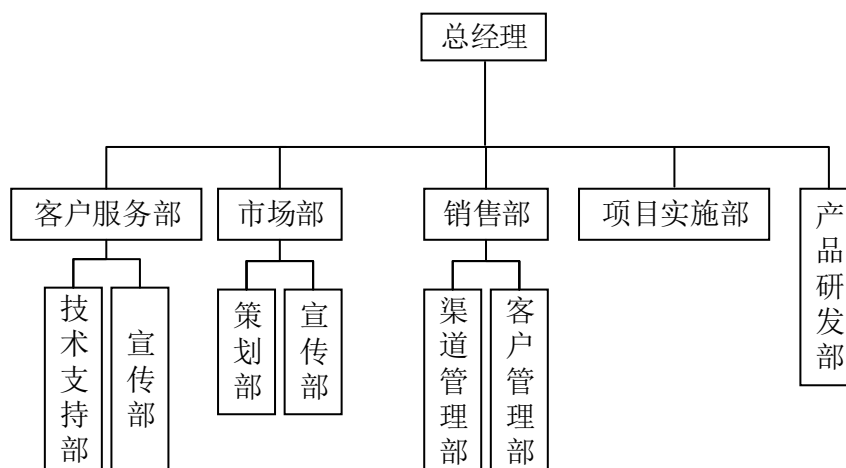 总经理
客户服务部
市场部
销售部
项目实施部
产品研发部
技术支持部
宣传部
策划部
宣传部
渠道管理部
客户管理部